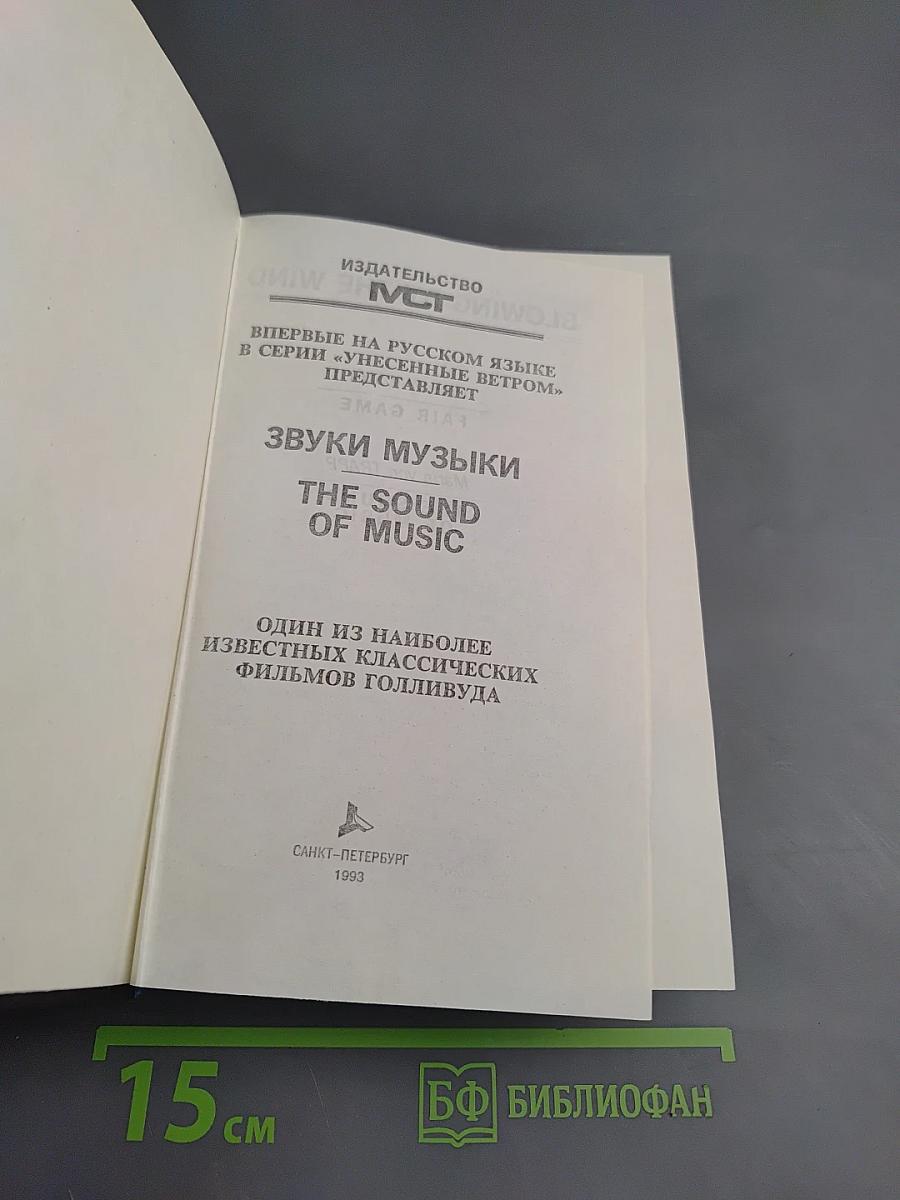 ИЗДАТЕЛЬСТВО
МСТ
ВПЕРВЫЕ НА РУССКОМ ЯЗЫКЕ
В СЕРИИ «УНЕСЕННЫЕ ВЕТРОМ»
ПРЕДСТАВЛЯЕТ
ЗВУКИ МУЗЫКИ
THE SOUND
OF MUSIC
ОДИН ИЗ НАИБОЛЕЕ
ИЗВЕСТНЫХ КЛАССИЧЕСКИХ
ФИЛЬМОВ ГОЛЛИВУДА
САНКТ-ПЕТЕРБУРГ
1993
15 см
БФ БИБЛИОФАН